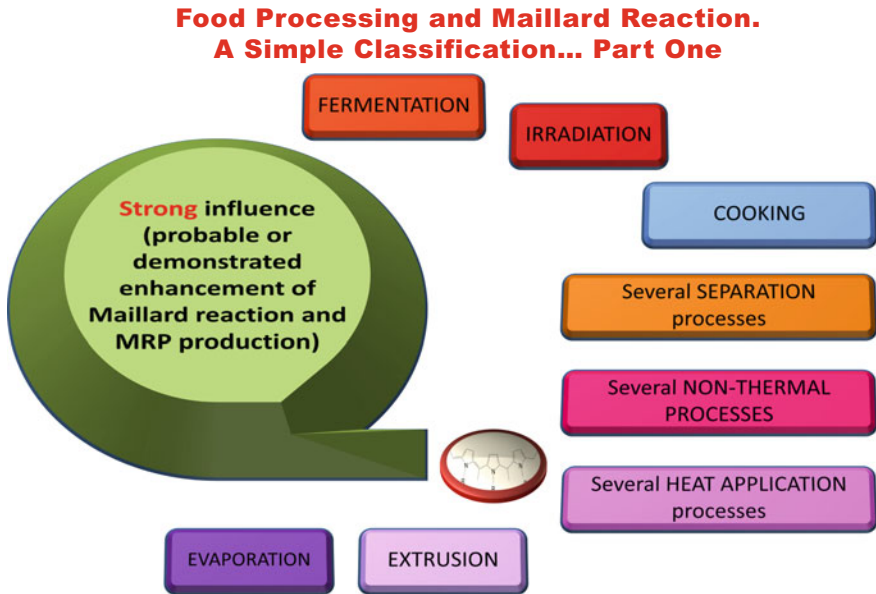 Food Processing and Maillard Reaction.
A Simple Classification... Part One
FERMENTATION
IRRADIATION
COOKING
Strong influence
(probable or
demonstrated
enhancement of
Maillard reaction and
MRP production)
Several SEPARATION
processes
Several NON-THERMAL
PROCESSES
Several HEAT APPLICATION
processes
EVAPORATION
EXTRUSION